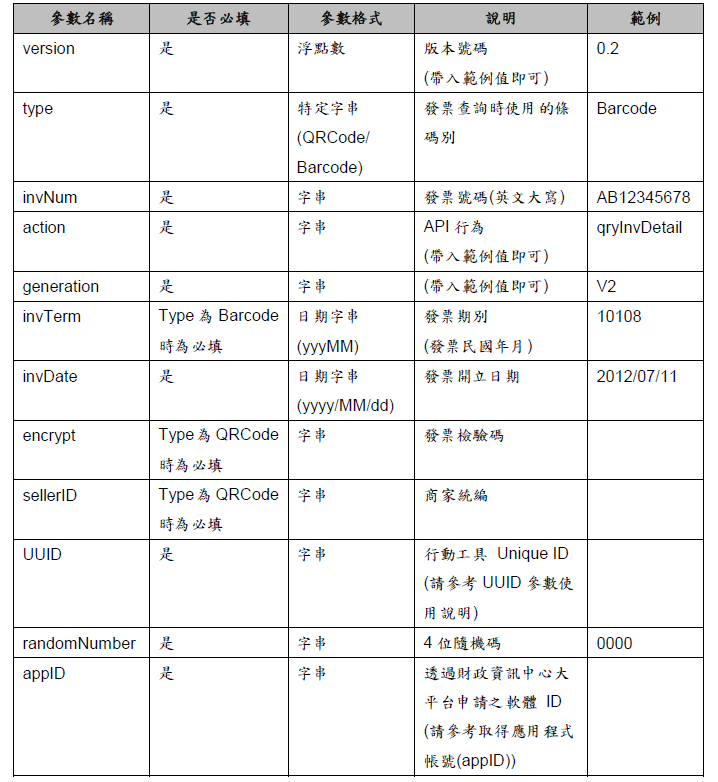 參數名稱 是否必填 參數格式 說明 範例
version 是 浮點數 版本號碼 0.2
(帶入範例值即可)
type 是 特定字串 發票查詢時使用的條 Barcode
(QRCode/ 碼別
Barcode)
invNum 是 字串 發票號碼(英文大寫) AB12345678
action 是 字串 API 行為 qryInvDetail
(帶入範例值即可)
generation 是 字串 (帶入範例值即可) V2
invTerm Type 為 Barcode 日期字串 發票期別 10108
時為必填 (yyyMM) (發票民國年月)
invDate 是 日期字串 發票開立日期 2012/07/11
(yyyy/MM/dd)
encrypt Type 為 QRCode 字串 發票檢驗碼
時為必填
sellerID Type 為 QRCode 字串 商家統編
時為必填
UUID 是 字串 行動工具 Unique ID
(請參考 UUID 參數使
用說明)
randomNumber 是 字串 4 位隨機碼 0000
appID 是 字串 透過財政資訊中心大
平台申請之軟體 ID
(請參考取得應用程式
帳號(appID))